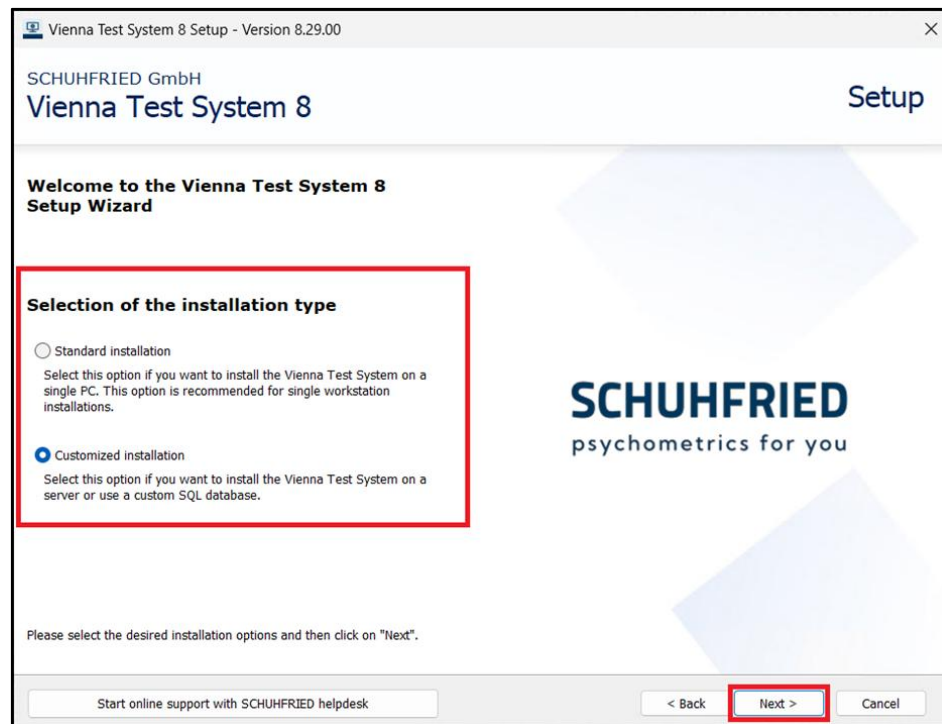 Vienna Test System 8 Setup - Version 8.29.00
SCHUHFRIED GmbH
Vienna Test System 8
Setup
Welcome to the Vienna Test System 8
Setup Wizard
Selection of the installation type
Standard installation
Select this option if you want to install the Vienna Test System on a
single PC. This option is recommended for single workstation
installations.
Customized installation
Select this option if you want to install the Vienna Test System on a
server or use a custom SQL database.
SCHUHFRIED
psychometrics for you
Please select the desired installation options and then click on "Next".
Start online support with SCHUHFRIED helpdesk
< Back
Next >
Cancel